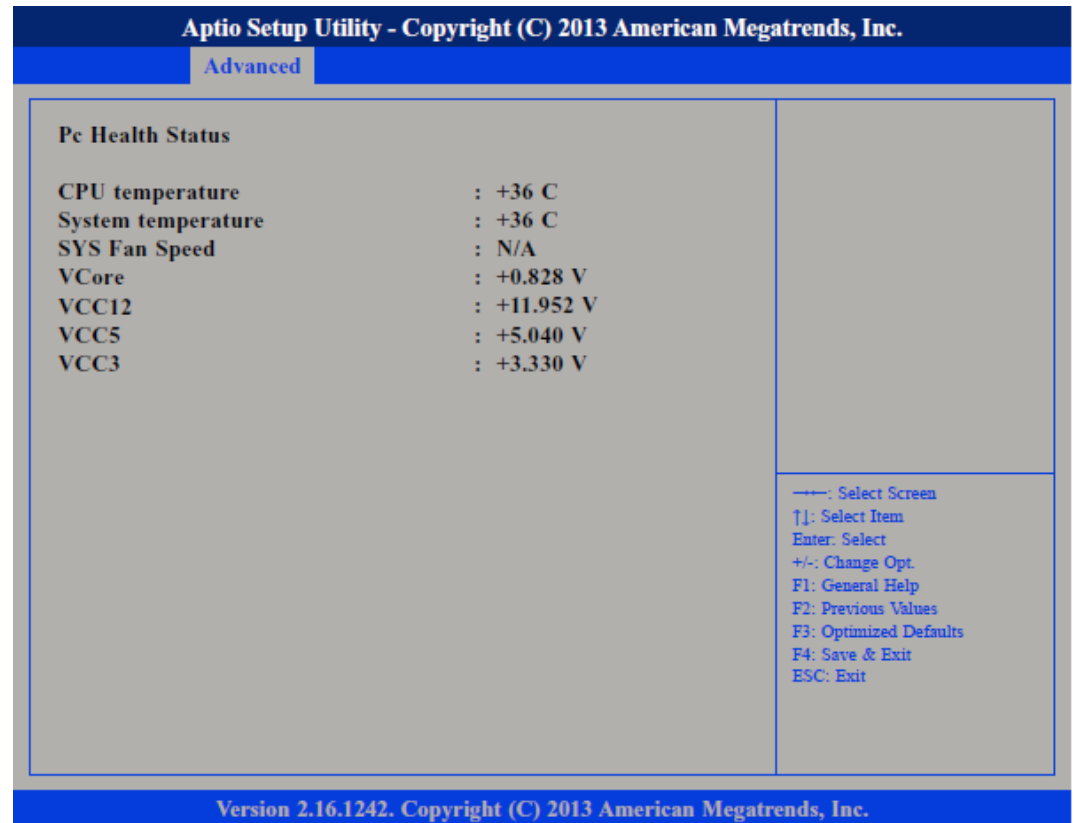 Aptio Setup Utility - Copyright (C) 2013 American Megatrends, Inc.
Advanced
Pc Health Status
CPU temperature : +36 C
System temperature : +36 C
SYS Fan Speed : N/A
VCore : +0.828 V
VCC12 : +11.952 V
VCC5 : +5.040 V
VCC3 : +3.330 V
→←: Select Screen
↑↓: Select Item
Enter: Select
+/-: Change Opt.
F1: General Help
F2: Previous Values
F3: Optimized Defaults
F4: Save & Exit
ESC: Exit
Version 2.16.1242. Copyright (C) 2013 American Megatrends, Inc.